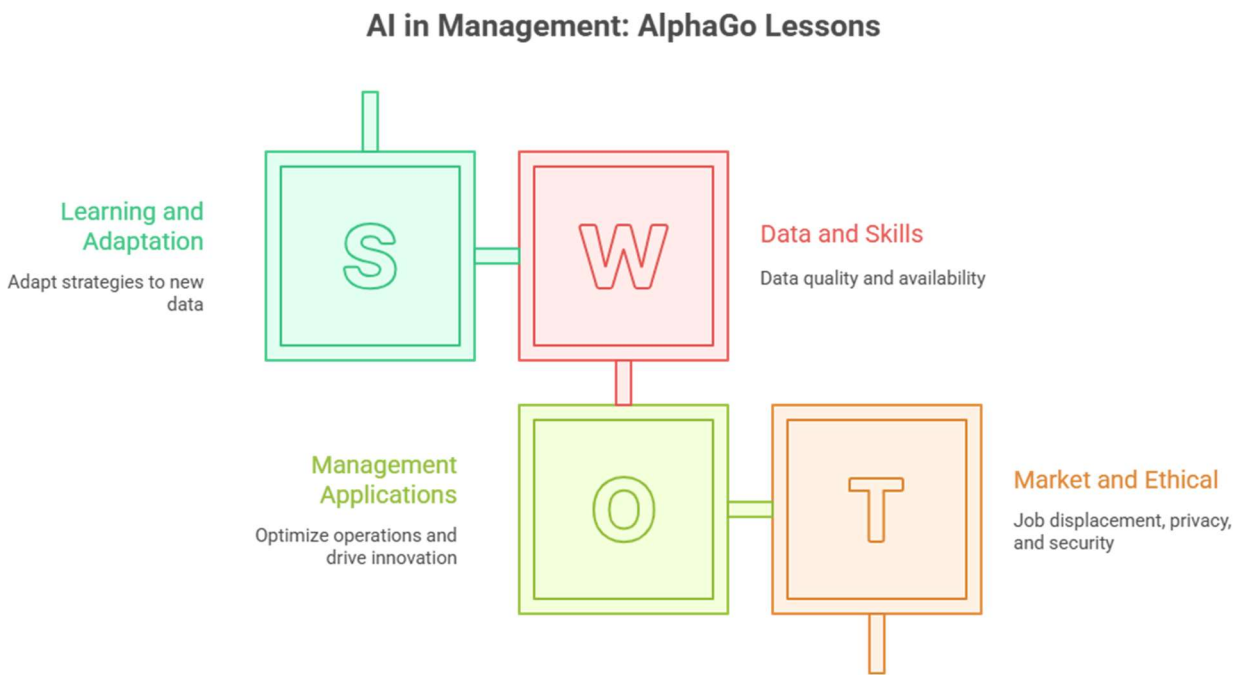 AI in Management: AlphaGo Lessons
Learning and
Adaptation
Adapt strategies to new
data
S
W
Data and Skills
Data quality and availability
Management
Applications
Optimize operations and
drive innovation
O
T
Market and Ethical
Job displacement, privacy,
and security